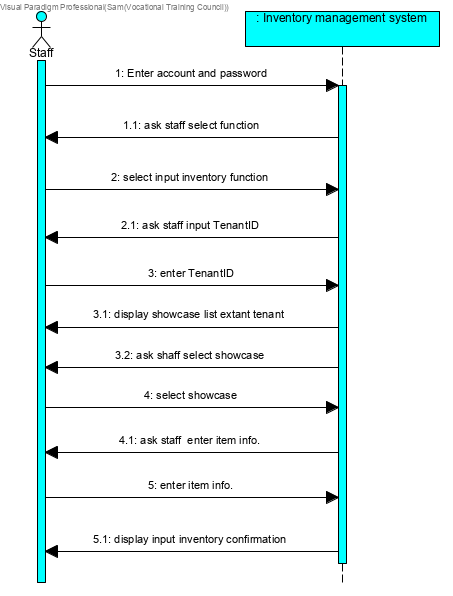 Visual Paradigm Professional(Sam(Vocational Training Council))
: Inventory management system
Staff
1: Enter account and password
1.1: ask staff select function
2: select input inventory function
2.1: ask staff input TenantID
3: enter TenantID
3.1: display showcase list extant tenant
3.2: ask shaff select showcase
4: select showcase
4.1: ask staff  enter item info.
5: enter item info.
5.1: display input inventory confirmation